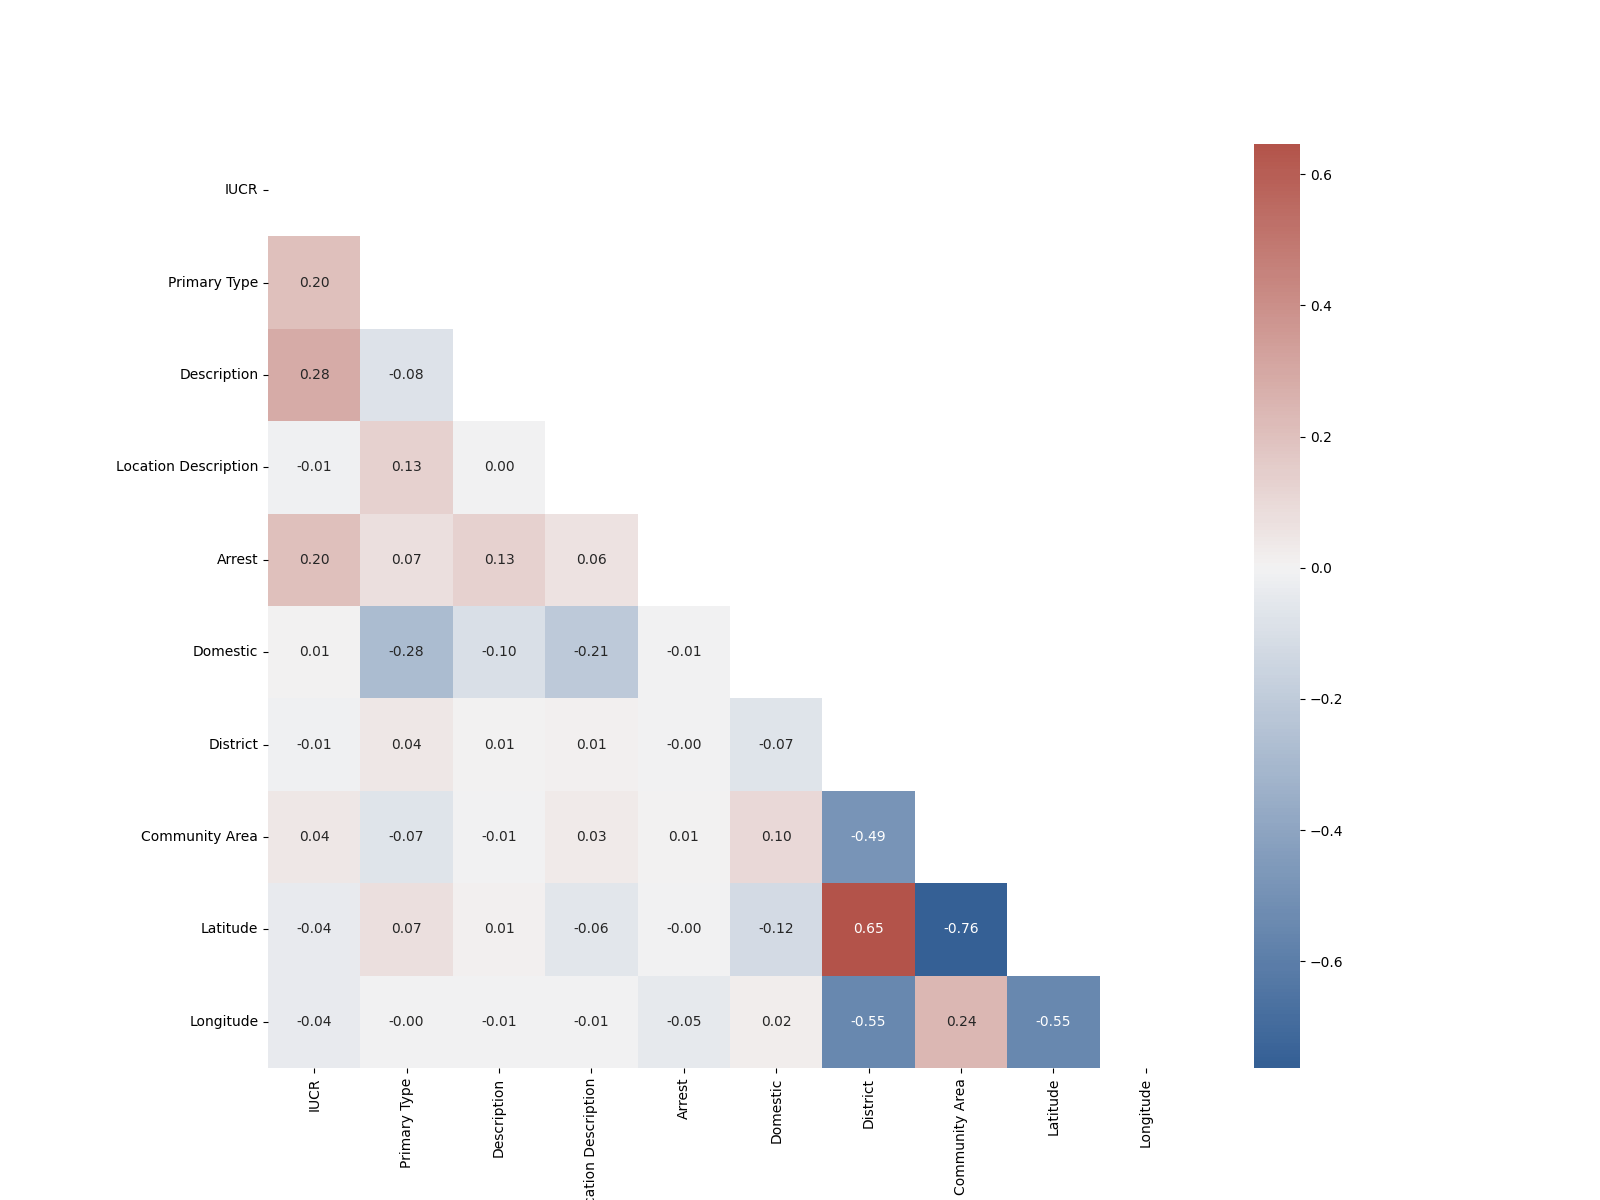 IUCR
Primary Type 0.20
Description 0.28 -0.08
Location Description -0.01 0.13 0.00
Arrest 0.20 0.07 0.13 0.06
Domestic 0.01 -0.28 -0.10 -0.21 -0.01
District -0.01 0.04 0.01 0.01 -0.00 -0.07
Community Area 0.04 -0.07 -0.01 0.03 0.01 0.10 -0.49
Latitude -0.04 0.07 0.01 -0.06 -0.00 -0.12 0.65 -0.76
Longitude -0.04 -0.00 -0.01 -0.01 -0.05 0.02 -0.55 0.24 -0.55
IUCR
Primary Type
Description
cation Description
Arrest
Domestic
District
Community Area
Latitude
Longitude
0.6
0.4
0.2
0.0
−0.2
−0.4
−0.6